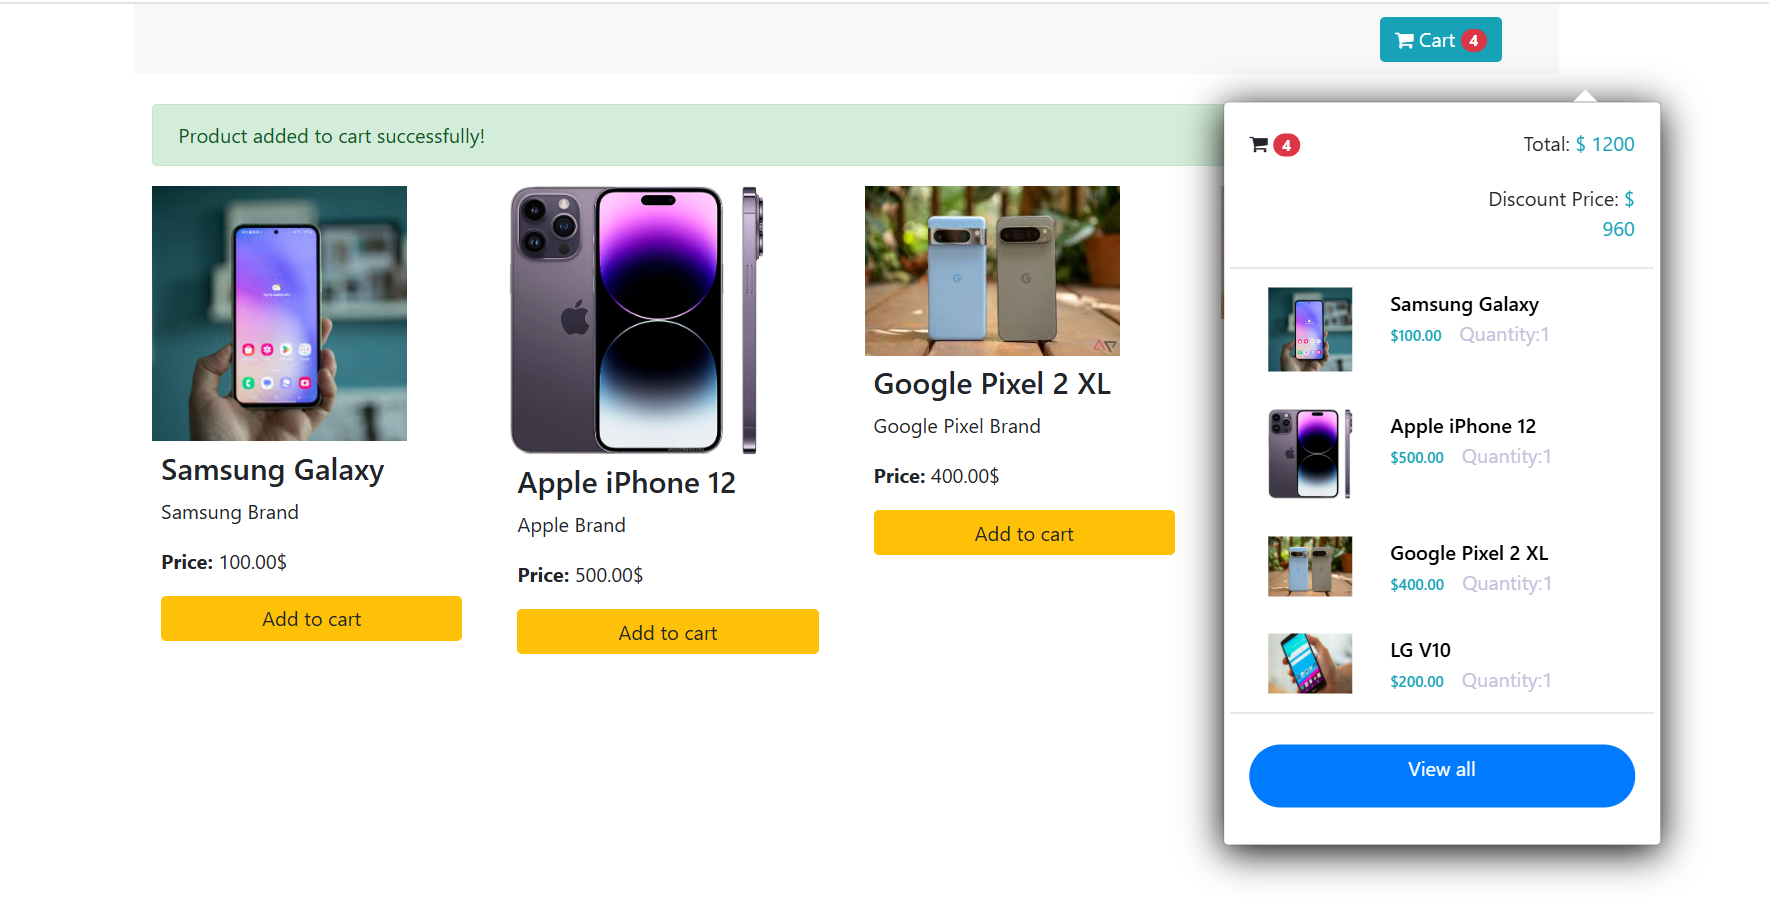 Cart 4
Product added to cart successfully!
4 Total: $ 1200
Discount Price: $
960
Samsung Galaxy
Samsung Brand
Price: 100.00$
Add to cart
Apple iPhone 12
Apple Brand
Price: 500.00$
Add to cart
Google Pixel 2 XL
Google Pixel Brand
Price: 400.00$
Add to cart
Samsung Galaxy
$100.00 Quantity:1
Apple iPhone 12
$500.00 Quantity:1
Google Pixel 2 XL
$400.00 Quantity:1
LG V10
$200.00 Quantity:1
View all